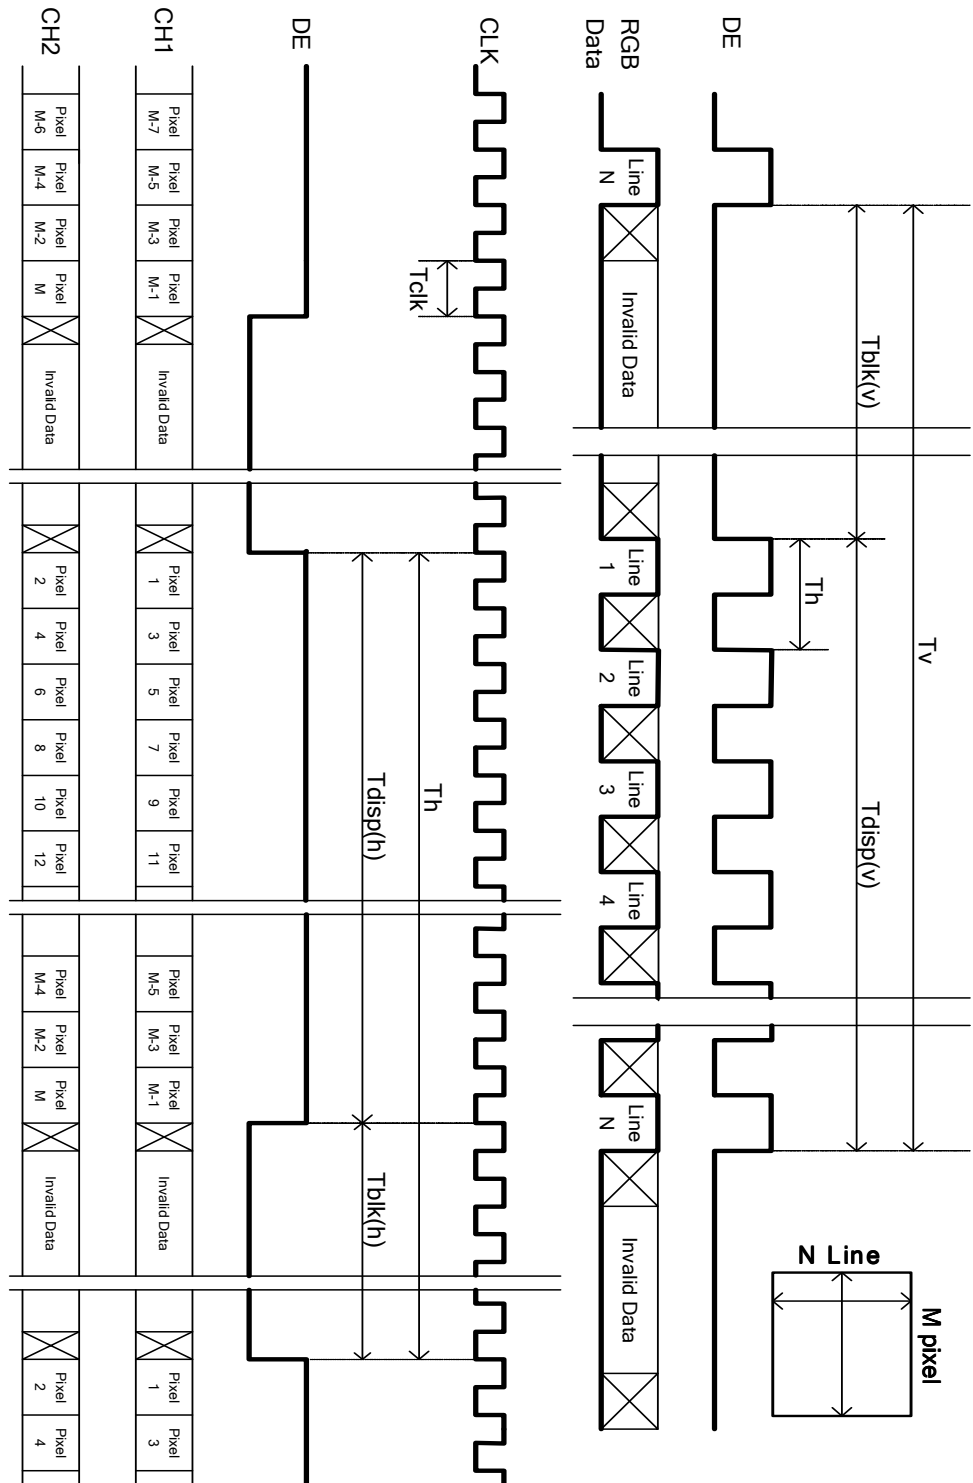 Tv
Tblk(v)
Tdisp(v)
Th
DE
RGB
Data
Line
N
Invalid Data
Line
1
Line
2
Line
3
Line
4
Line
N
Invalid Data
N Line
M pixel
CLK
Tclk
Th
Tdisp(h)
Tblk(h)
DE
CH1
Pixel
M-7
Pixel
M-5
Pixel
M-3
Pixel
M-1
Invalid Data
Pixel
1
Pixel
3
Pixel
5
Pixel
7
Pixel
9
Pixel
11
Pixel
M-5
Pixel
M-3
Pixel
M-1
Invalid Data
Pixel
1
Pixel
3
CH2
Pixel
M-6
Pixel
M-4
Pixel
M-2
Pixel
M
Invalid Data
Pixel
2
Pixel
4
Pixel
6
Pixel
8
Pixel
10
Pixel
12
Pixel
M-4
Pixel
M-2
Pixel
M
Invalid Data
Pixel
2
Pixel
4